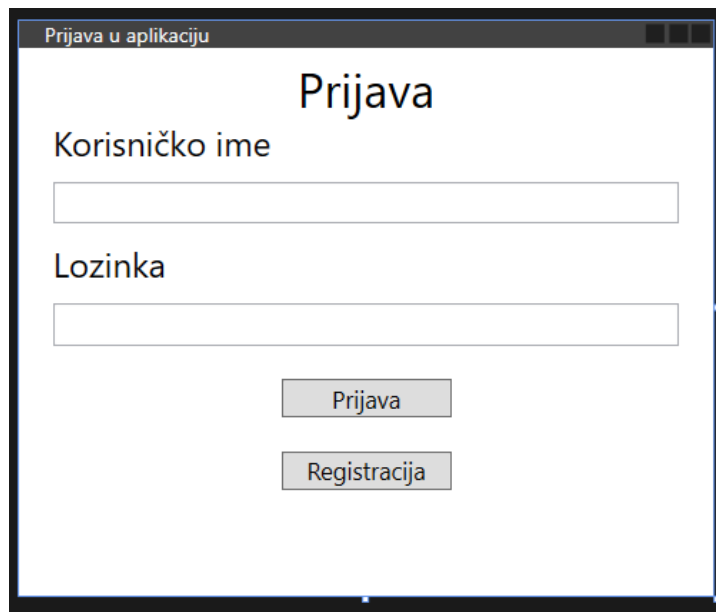 Prijava u aplikaciju
Prijava
Korisničko ime
Lozinka
Prijava
Registracija